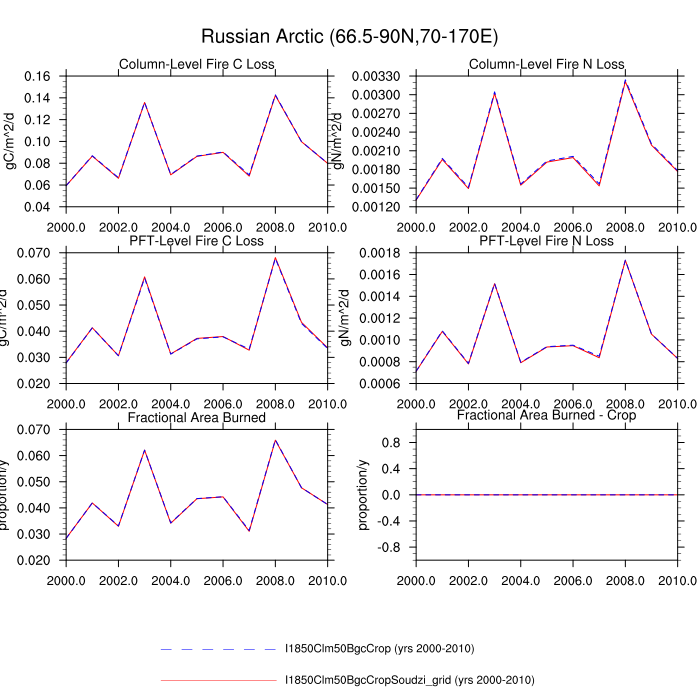 Russian Arctic (66.5-90N,70-170E)
Column-Level Fire C Loss
gC/m^2/d
0.16
0.14
0.12
0.10
0.08
0.06
0.04
2000.0 2002.0 2004.0 2006.0 2008.0 2010.0
Column-Level Fire N Loss
gN/m^2/d
0.00330
0.00300
0.00270
0.00240
0.00210
0.00180
0.00150
0.00120
2000.0 2002.0 2004.0 2006.0 2008.0 2010.0
PFT-Level Fire C Loss
gC/m^2/d
0.070
0.060
0.050
0.040
0.030
0.020
2000.0 2002.0 2004.0 2006.0 2008.0 2010.0
PFT-Level Fire N Loss
gN/m^2/d
0.0018
0.0016
0.0014
0.0012
0.0010
0.0008
0.0006
2000.0 2002.0 2004.0 2006.0 2008.0 2010.0
Fractional Area Burned
proportion/y
0.070
0.060
0.050
0.040
0.030
0.020
2000.0 2002.0 2004.0 2006.0 2008.0 2010.0
Fractional Area Burned - Crop
proportion/y
0.8
0.4
0.0
-0.4
-0.8
2000.0 2002.0 2004.0 2006.0 2008.0 2010.0
I1850Clm50BgcCrop (yrs 2000-2010)
I1850Clm50BgcCropSoudzi_grid (yrs 2000-2010)